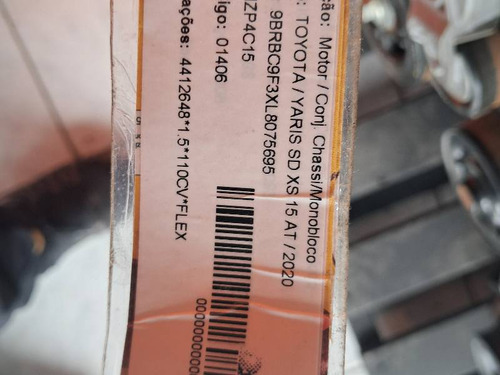 ção: Motor / Conj. Chassi/Monobloco
: TOYOTA / YARIS SD XS 15 AT / 2020
9BRBC9F3XL8075695
ZP4C15
igo: 01406
ações: 4412648*1.5*110CV*FLEX
00000000000